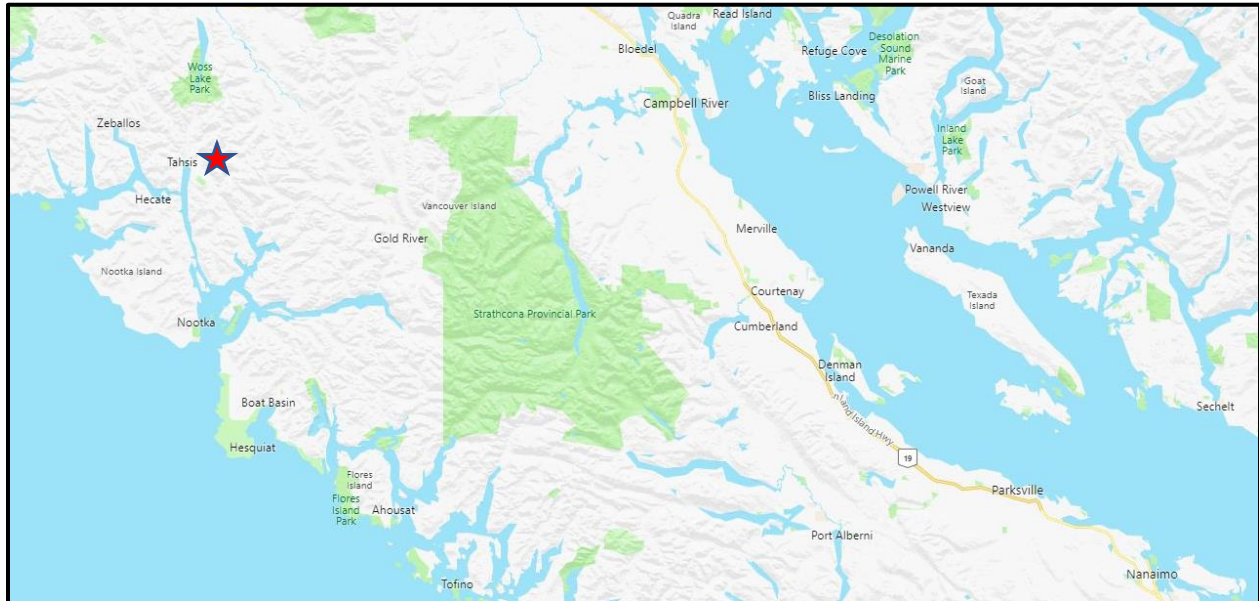 Quadra
Island
Read Island
Bloedel
Refuge Cove
Desolation
Sound
Marine
Park
Woss
Lake
Park
Goat
Island
Bliss Landing
Campbell River
Zeballos
Inland
Lake
Park
Tahsis
Hecate
Vancouver Island
Powell River
Westview
Merville
Gold River
Vananda
Nootka Island
Courtenay
Texada
Island
Nootka
Strathcona Provincial Park
Cumberland
Denman
Island
Boat Basin
Sechelt
Hesquiat
Island Hwy
19
Flores
Island
Flores
Island
Park
Ahousat
Parksville
Port Alberni
Nanaimo
Tofino